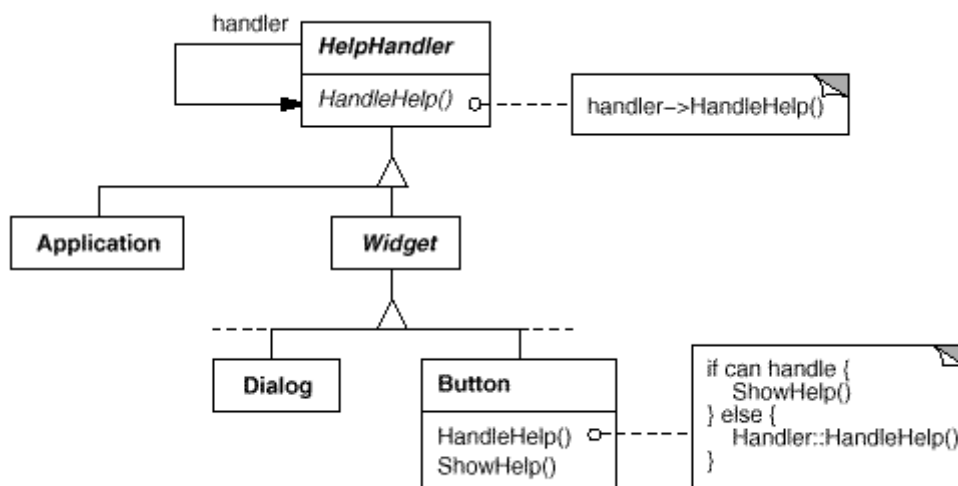 handler
HelpHandler
HandleHelp()
handler->HandleHelp()
Application
Widget
Dialog
Button
HandleHelp()
ShowHelp()
if can handle {
ShowHelp()
} else {
Handler::HandleHelp()
}